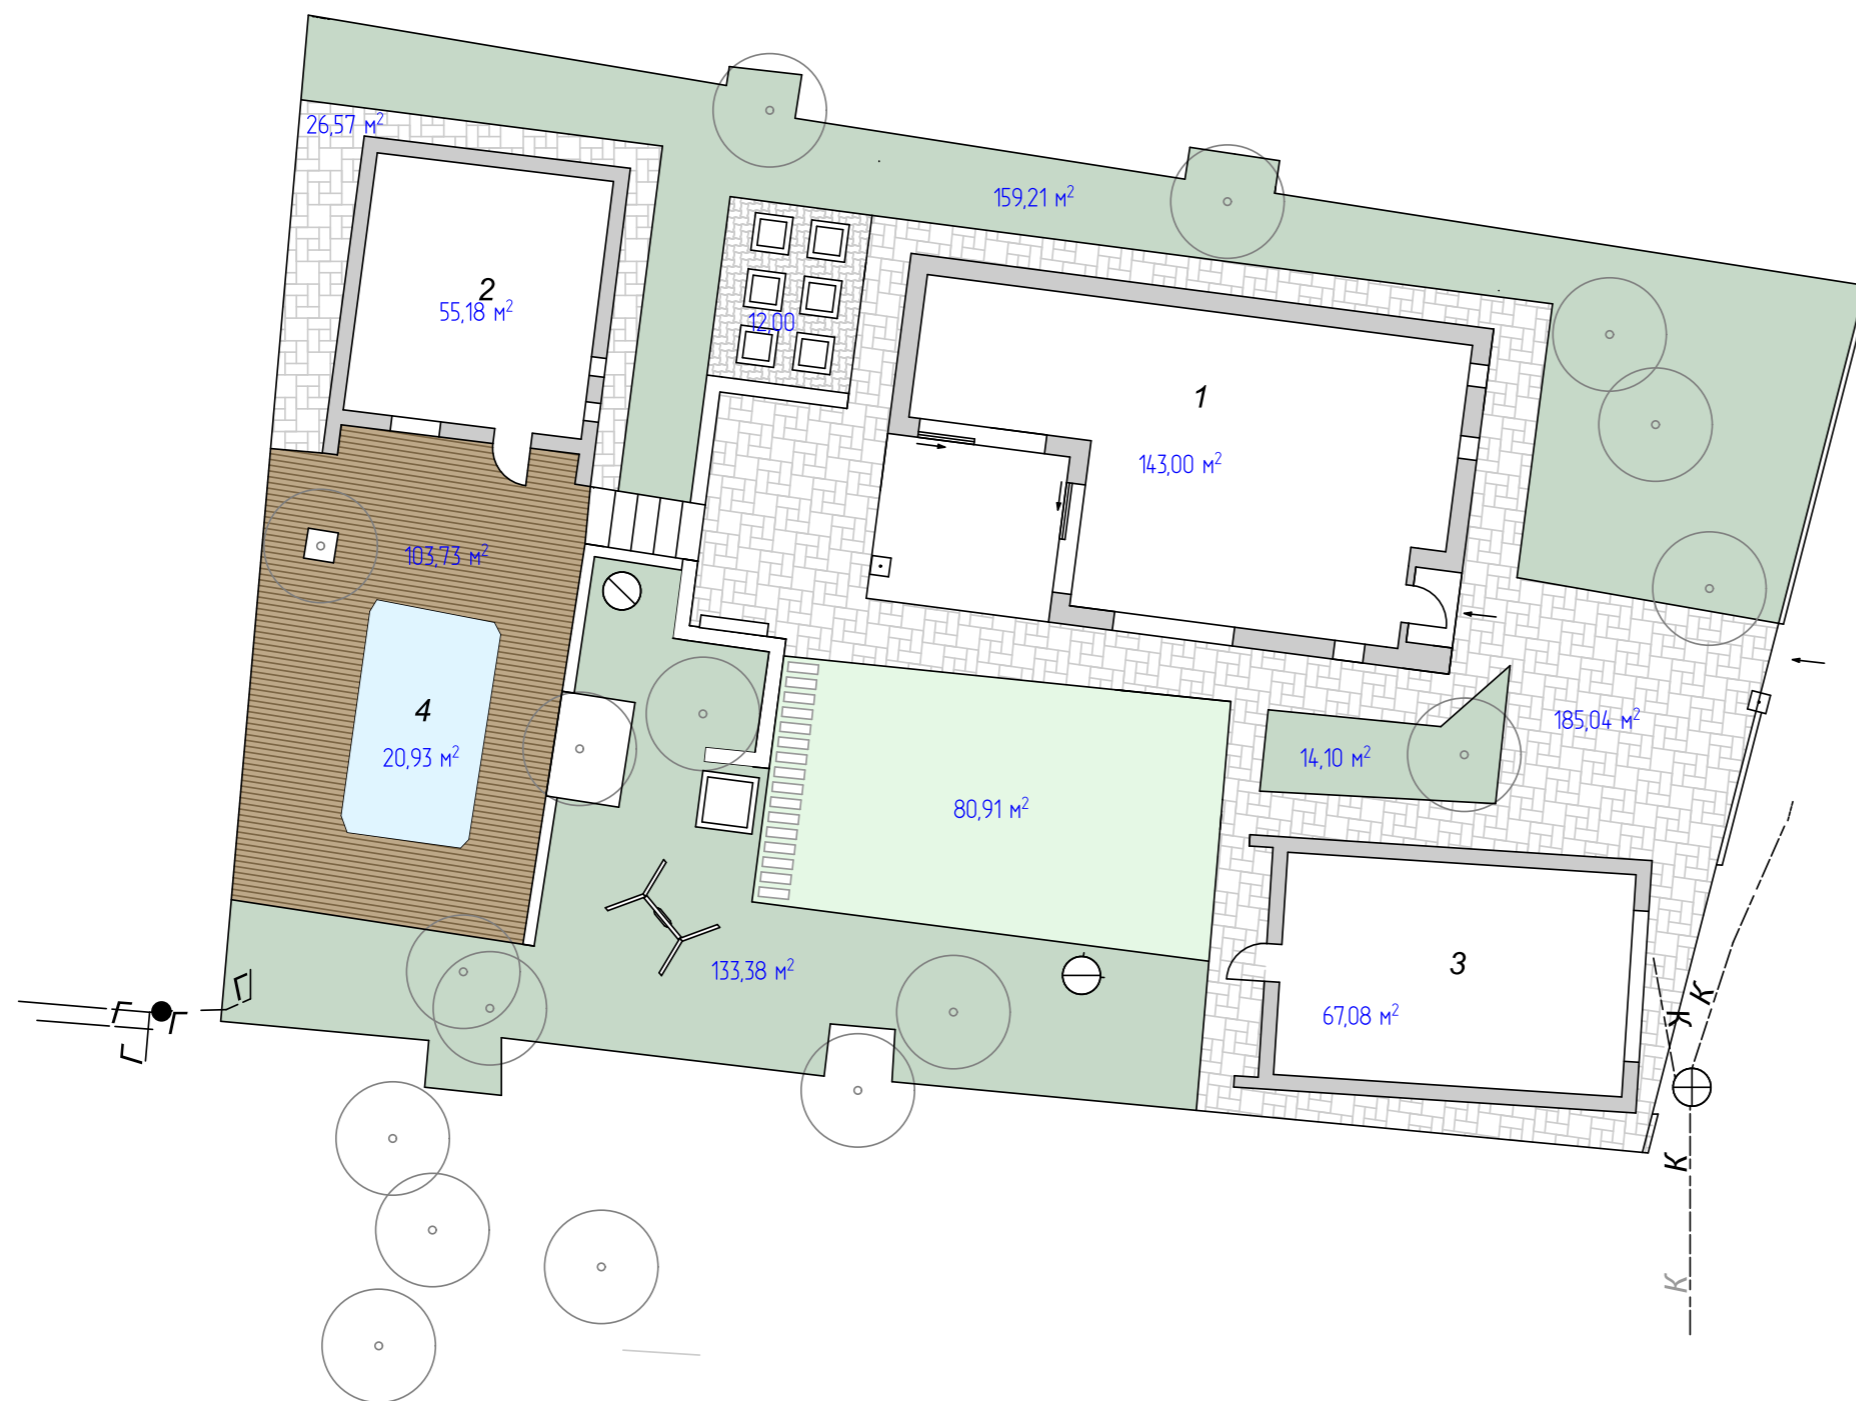 26,57 м²
159,21 м²
2
55,18 м²
12,00
1
143,00 м²
103,73 м²
4
20,93 м²
185,04 м²
14,10 м²
80,91 м²
133,38 м²
3
67,08 м²
Г
Г
Г
Г
К
К
К
К